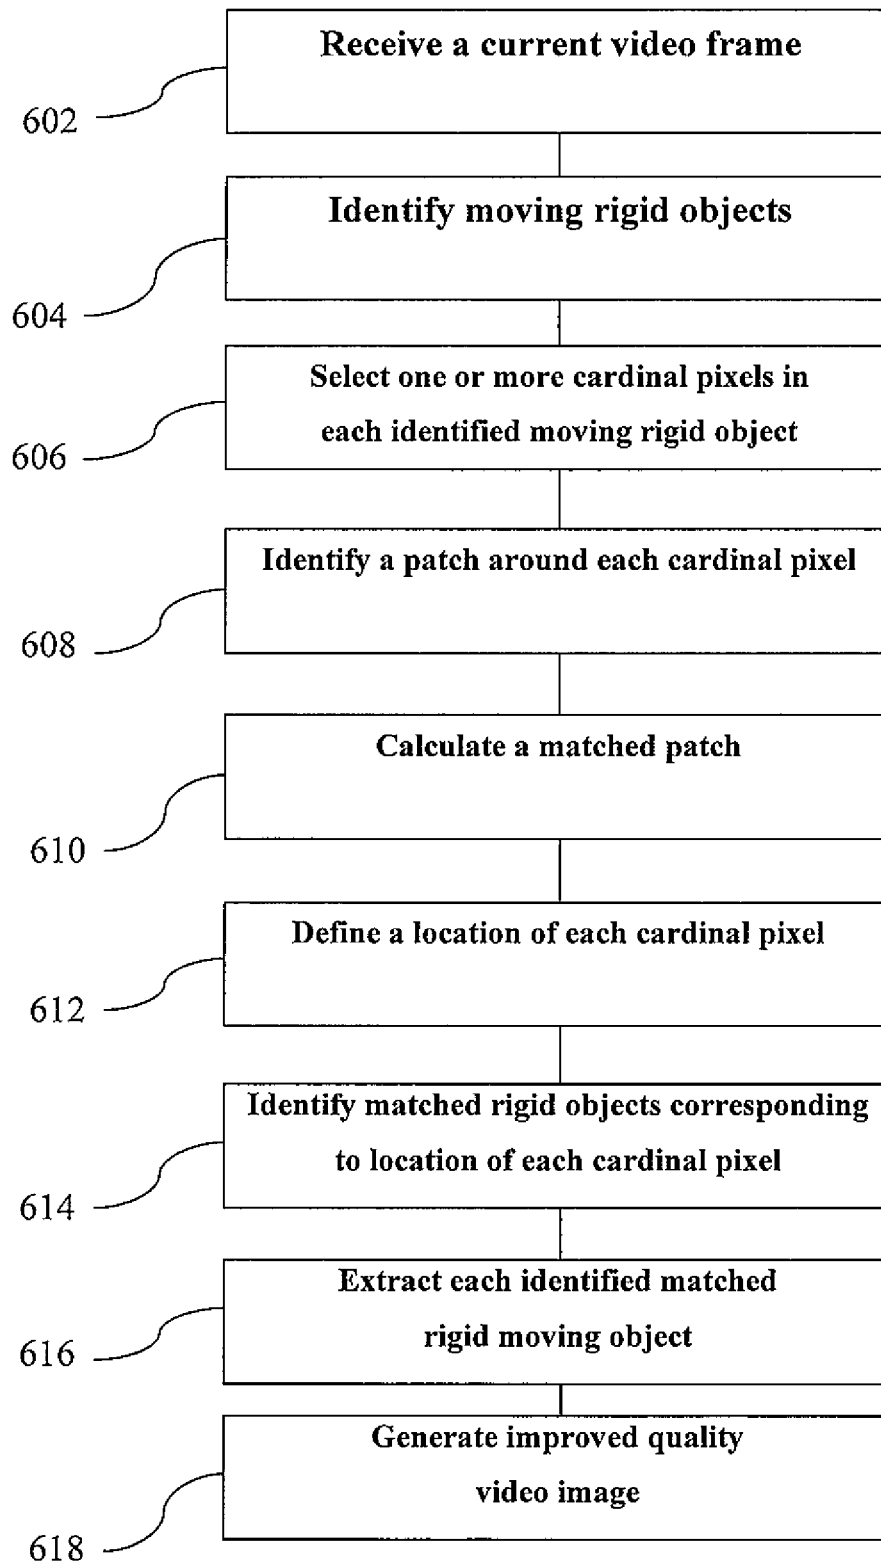 Receive a current video frame
602
Identify moving rigid objects
604
Select one or more cardinal pixels in
each identified moving rigid object
606
Identify a patch around each cardinal pixel
608
Calculate a matched patch
610
Define a location of each cardinal pixel
612
Identify matched rigid objects corresponding
to location of each cardinal pixel
614
Extract each identified matched
rigid moving object
616
Generate improved quality
video image
618